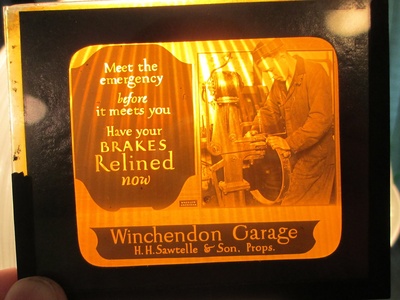 Meet the
emergency
before
it meets you
Have your
BRAKES
Relined
now
Winchendon Garage
H. H. Sawtelle & Son, Props.